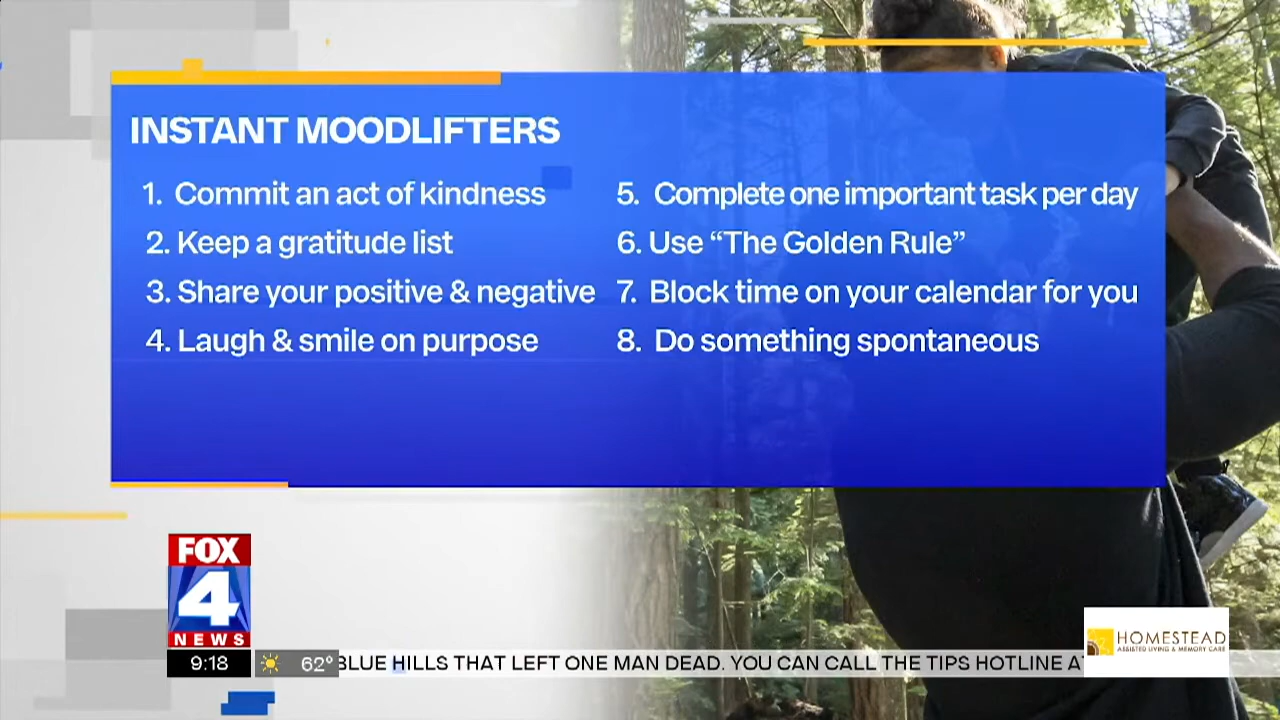 INSTANT MOODLIFTERS
1. Commit an act of kindness
2. Keep a gratitude list
3. Share your positive & negative
4. Laugh & smile on purpose
5. Complete one important task per day
6. Use “The Golden Rule”
7. Block time on your calendar for you
8. Do something spontaneous
FOX
4
NEWS
9:18
62°
BLUE HILLS THAT LEFT ONE MAN DEAD. YOU CAN CALL THE TIPS HOTLINE AT
HOMESTEAD
ASSISTED LIVING & MEMORY CARE